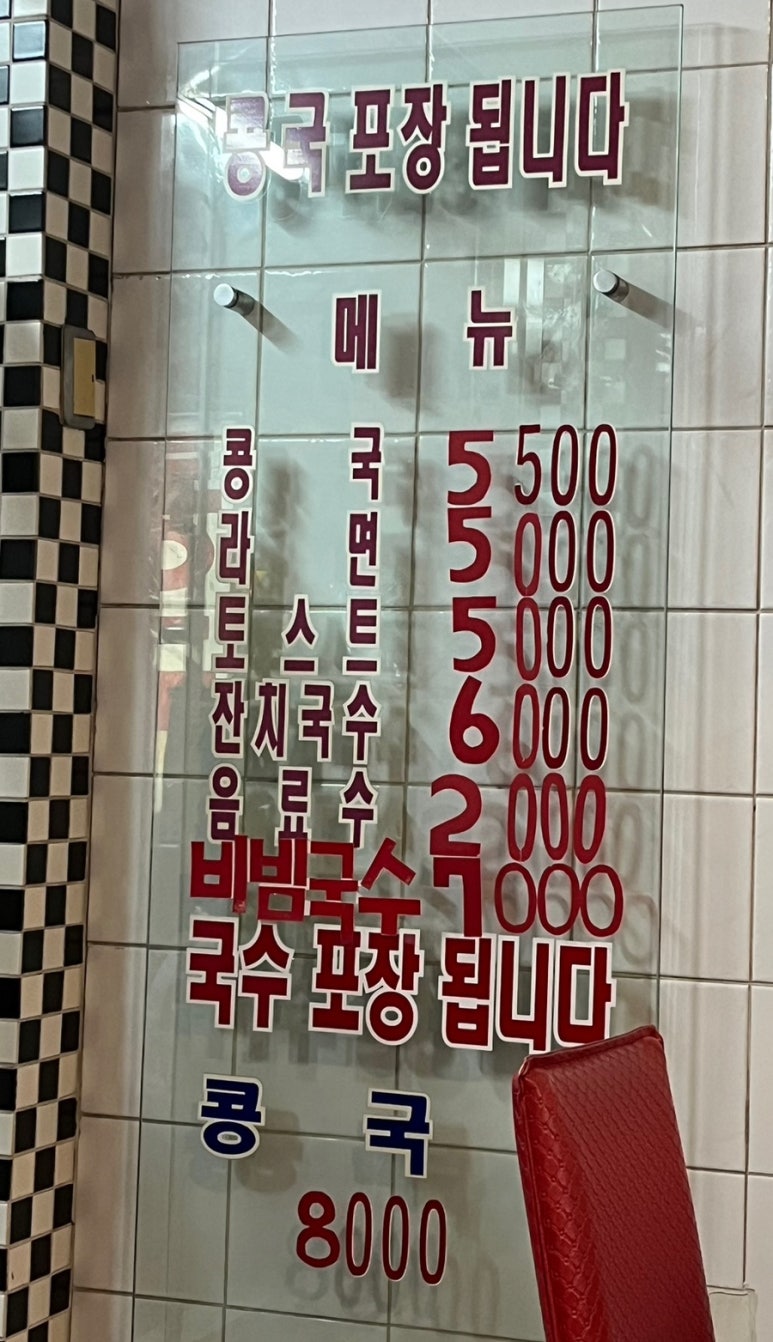 콩국 포장 됩니다
메 뉴
콩 국 5500
라 면 5000
토 스 트 5000
잔치국수 6000
음 료 수 2000
비빔국수 7000
국수 포장 됩니다
콩 국
8000